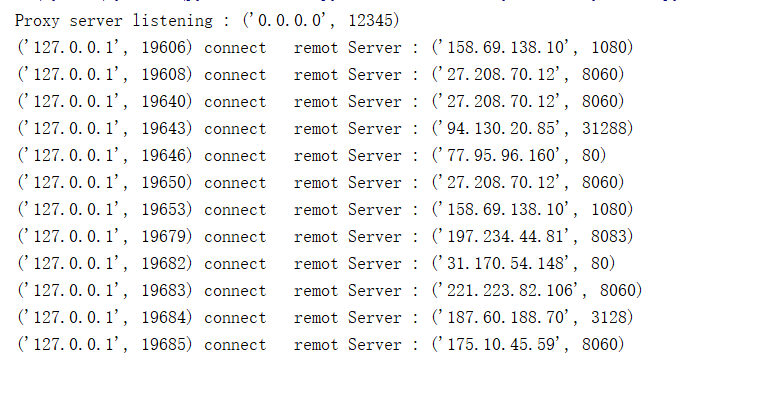 Proxy server listening : ('0.0.0.0', 12345)
('127.0.0.1', 19606) connect   remot Server : ('158.69.138.10', 1080)
('127.0.0.1', 19608) connect   remot Server : ('27.208.70.12', 8060)
('127.0.0.1', 19640) connect   remot Server : ('27.208.70.12', 8060)
('127.0.0.1', 19643) connect   remot Server : ('94.130.20.85', 31288)
('127.0.0.1', 19646) connect   remot Server : ('77.95.96.160', 80)
('127.0.0.1', 19650) connect   remot Server : ('27.208.70.12', 8060)
('127.0.0.1', 19653) connect   remot Server : ('158.69.138.10', 1080)
('127.0.0.1', 19679) connect   remot Server : ('197.234.44.81', 8083)
('127.0.0.1', 19682) connect   remot Server : ('31.170.54.148', 80)
('127.0.0.1', 19683) connect   remot Server : ('221.223.82.106', 8060)
('127.0.0.1', 19684) connect   remot Server : ('187.60.188.70', 3128)
('127.0.0.1', 19685) connect   remot Server : ('175.10.45.59', 8060)